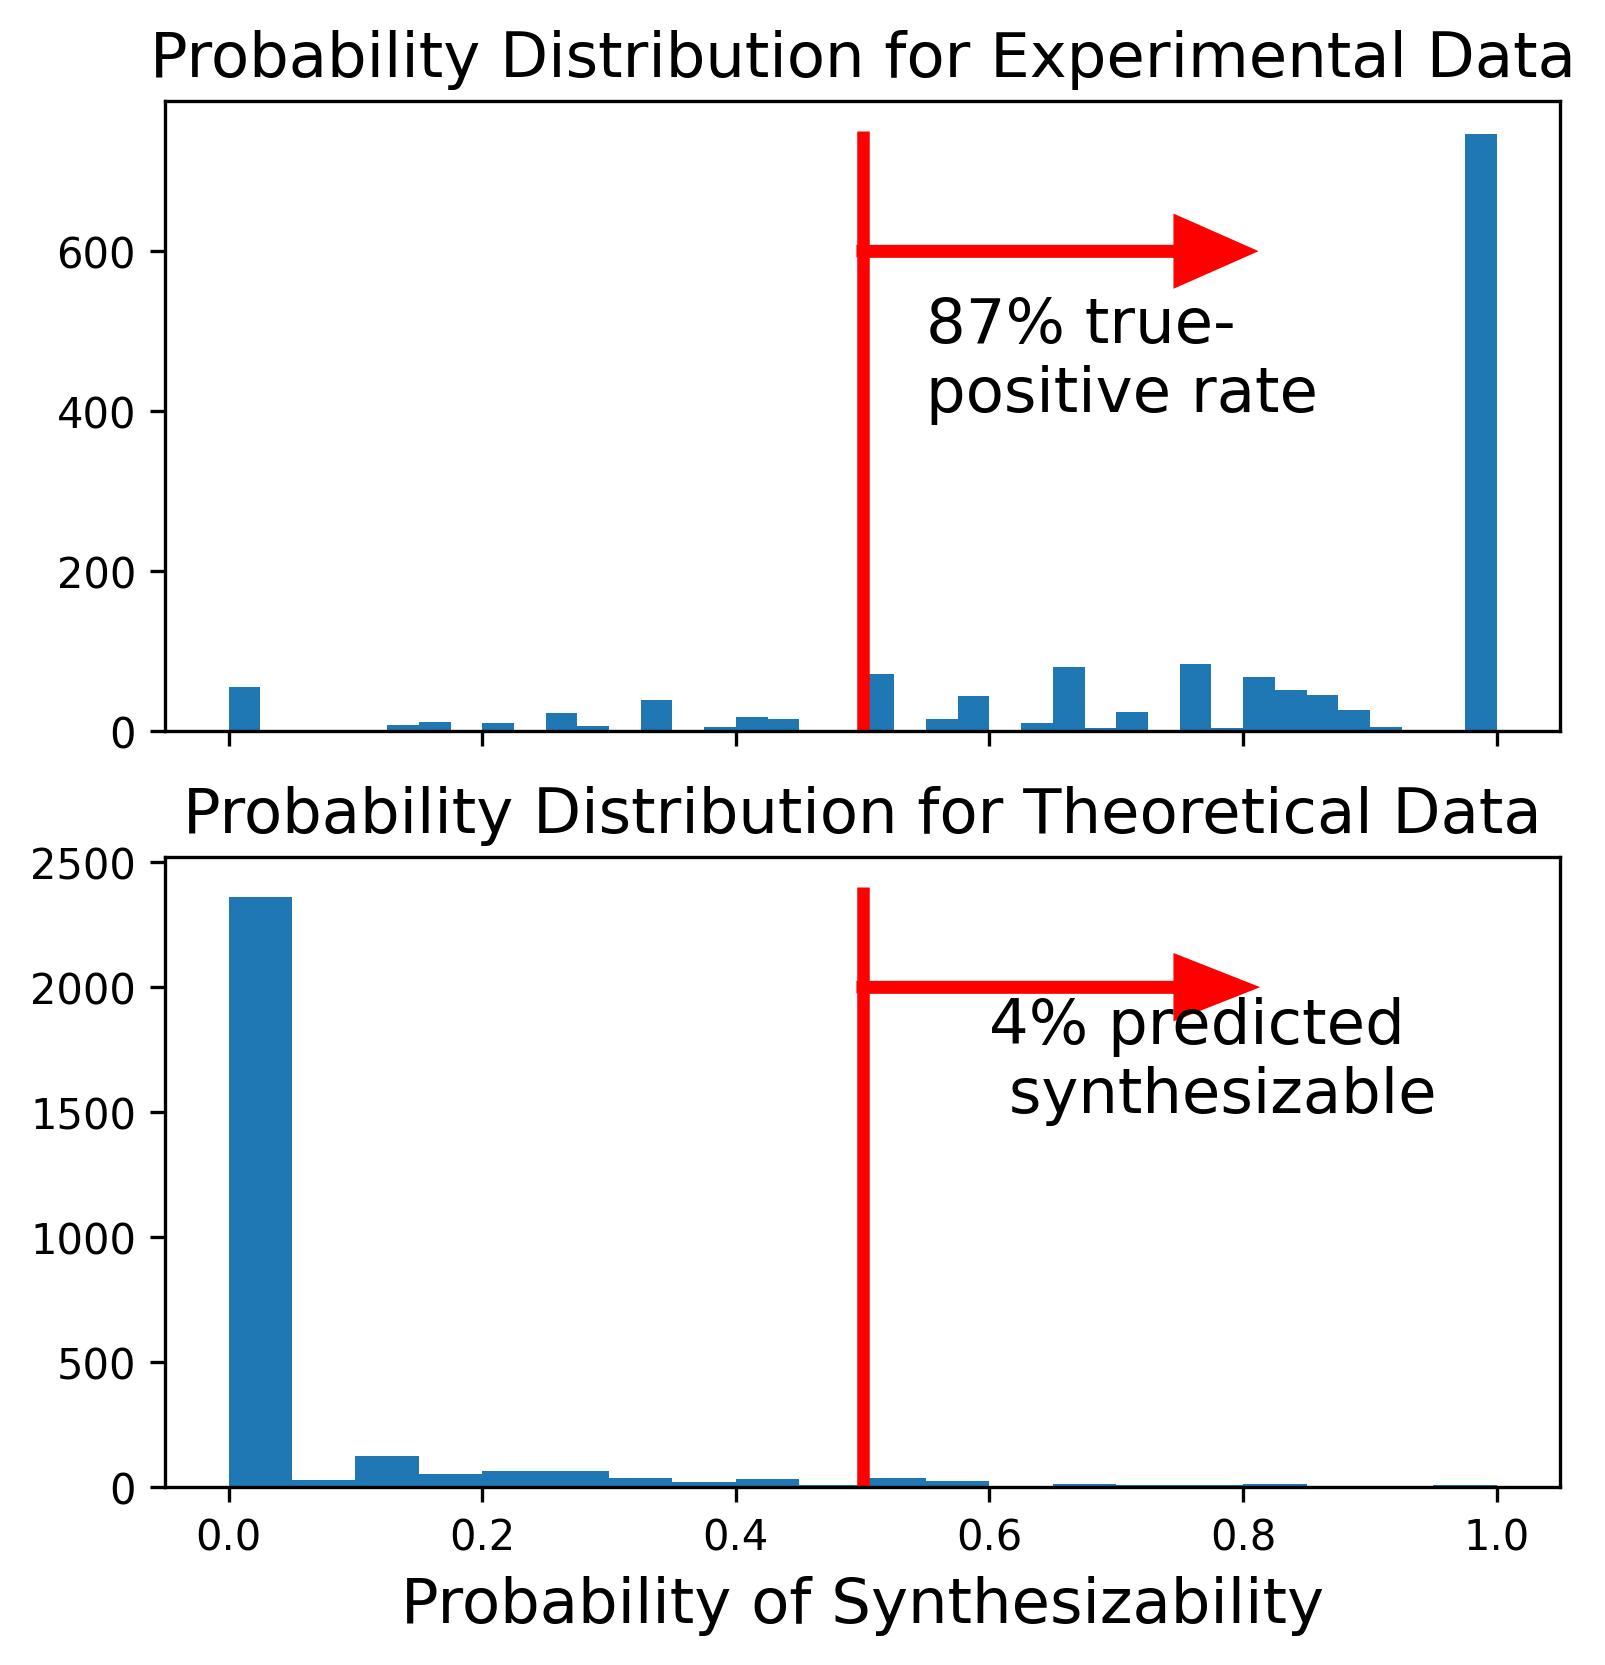 Probability Distribution for Experimental Data
600
400
200
0
87% true-
positive rate
Probability Distribution for Theoretical Data
2500
2000
1500
1000
500
0
4% predicted
synthesizable
0.0 0.2 0.4 0.6 0.8 1.0
Probability of Synthesizability